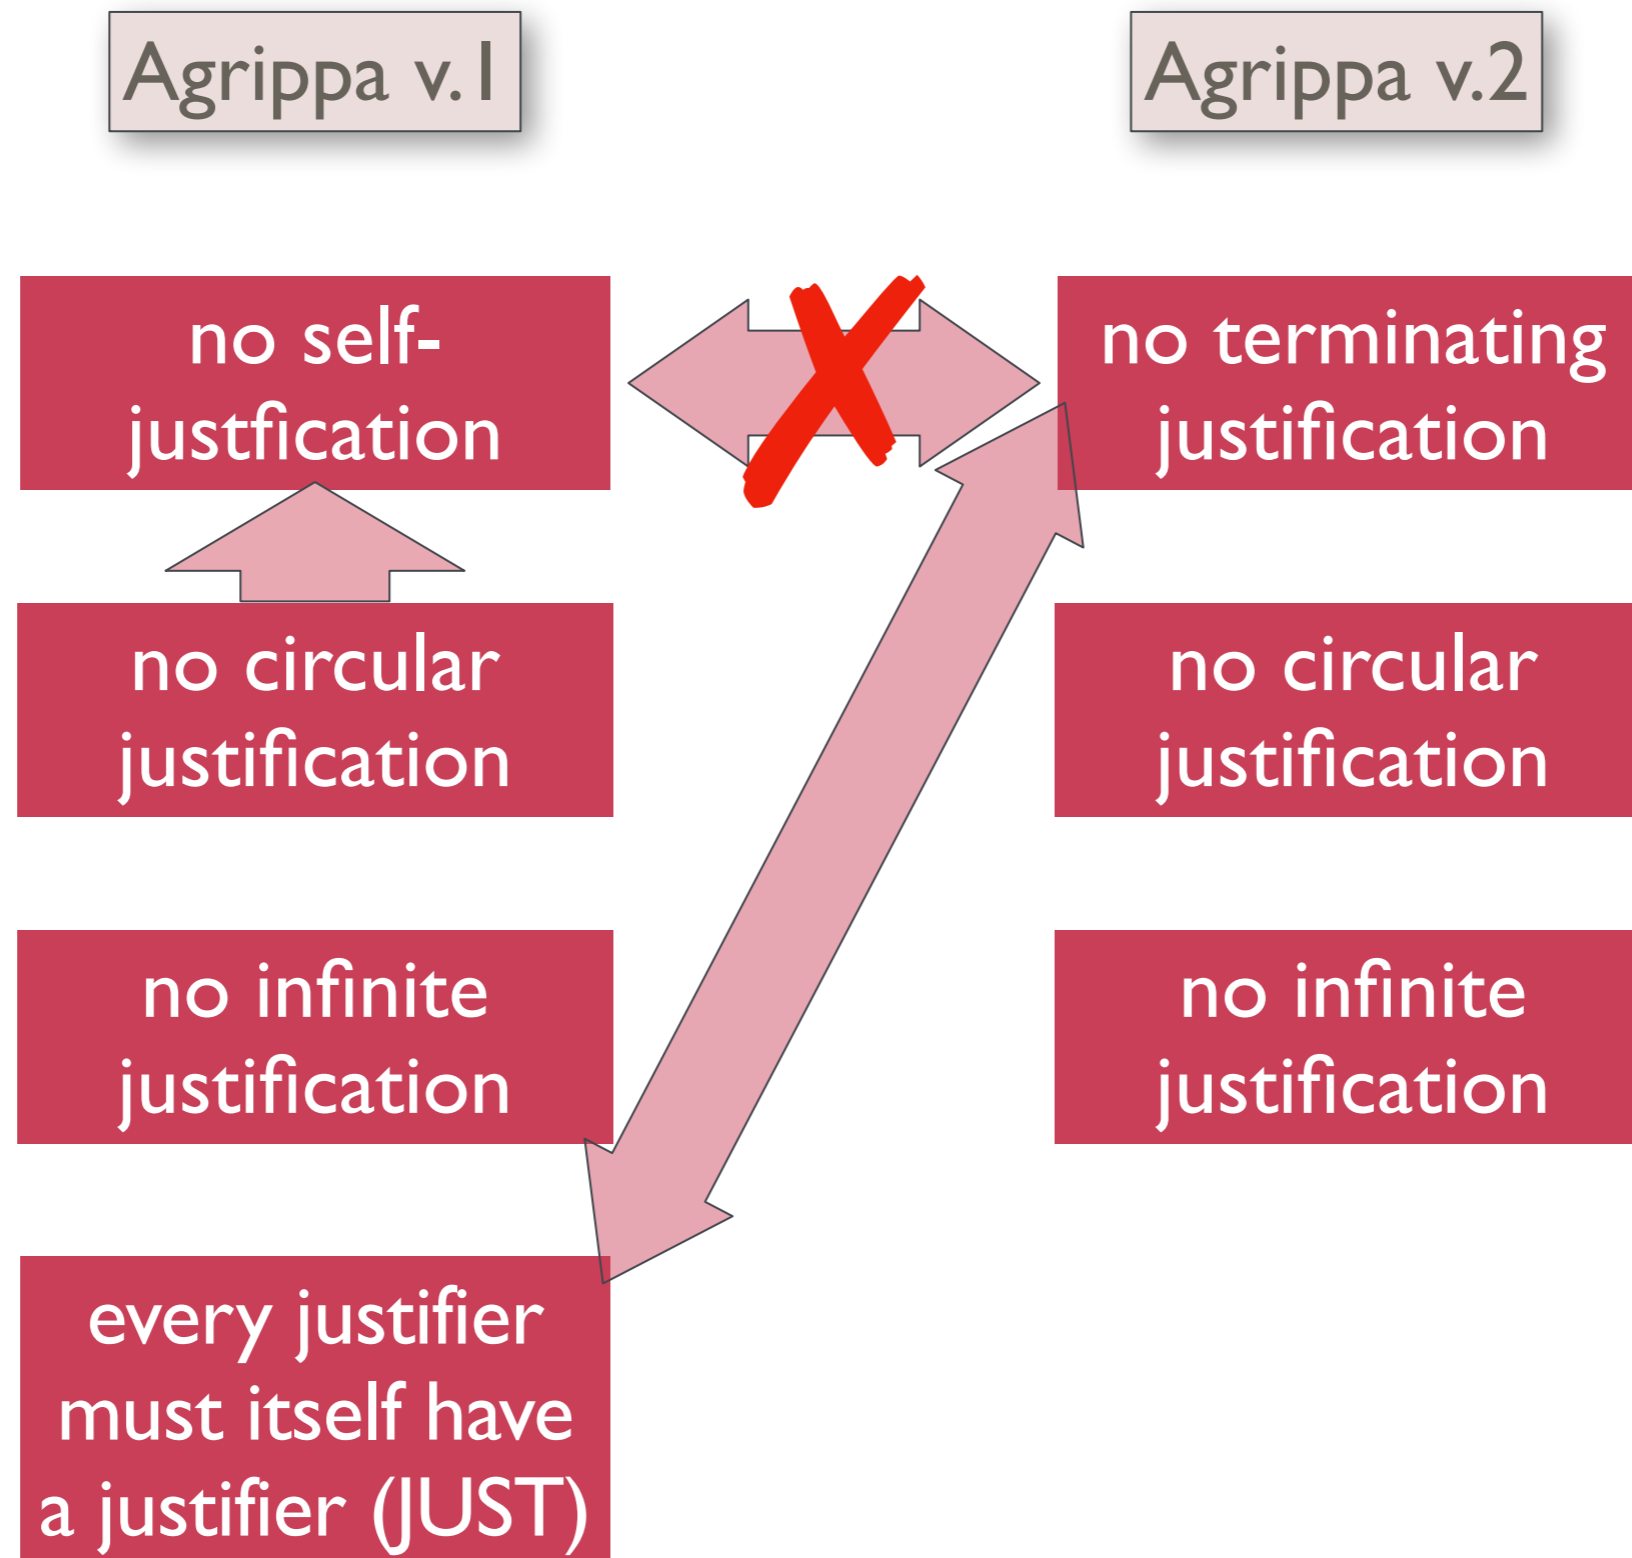 Agrippa v.1
Agrippa v.2
no self-
justfication
no terminating
justification
no circular
justification
no circular
justification
no infinite
justification
no infinite
justification
every justifier
must itself have
a justifier (JUST)